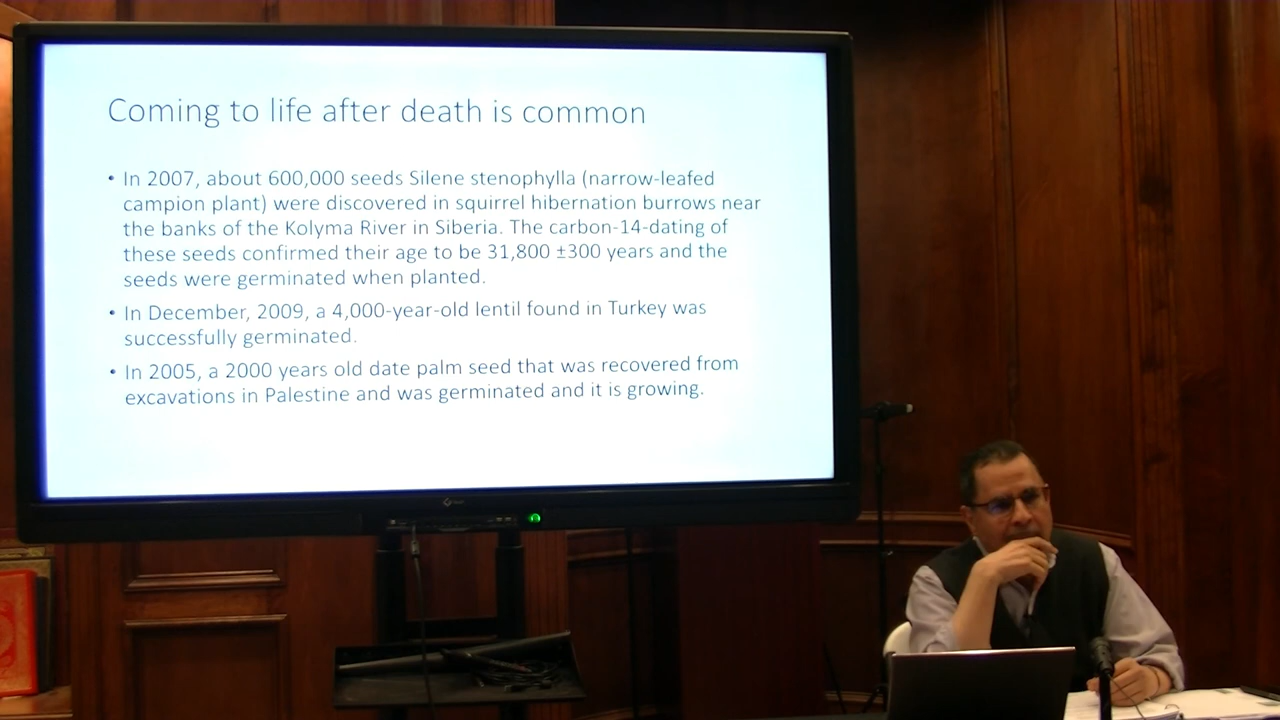 Coming to life after death is common
• In 2007, about 600,000 seeds Silene stenophylla (narrow-leafed
campion plant) were discovered in squirrel hibernation burrows near
the banks of the Kolyma River in Siberia. The carbon-14-dating of
these seeds confirmed their age to be 31,800 ±300 years and the
seeds were germinated when planted.
• In December, 2009, a 4,000-year-old lentil found in Turkey was
successfully germinated.
• In 2005, a 2000 years old date palm seed that was recovered from
excavations in Palestine and was germinated and it is growing.